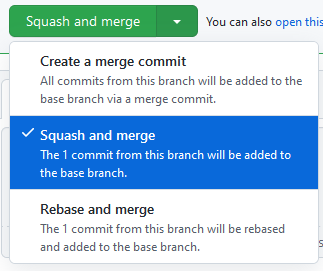 Squash and merge
You can also open this
Create a merge commit
All commits from this branch will be added to the
base branch via a merge commit.
Squash and merge
The 1 commit from this branch will be added to
the base branch.
Rebase and merge
The 1 commit from this branch will be rebased
and added to the base branch.